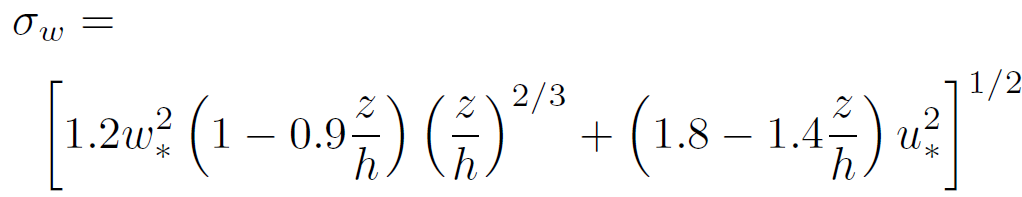 σ_w =
[1.2w_*^2 (1 − 0.9 z/h) (z/h)^{2/3} + (1.8 − 1.4 z/h) u_*^2]^{1/2}